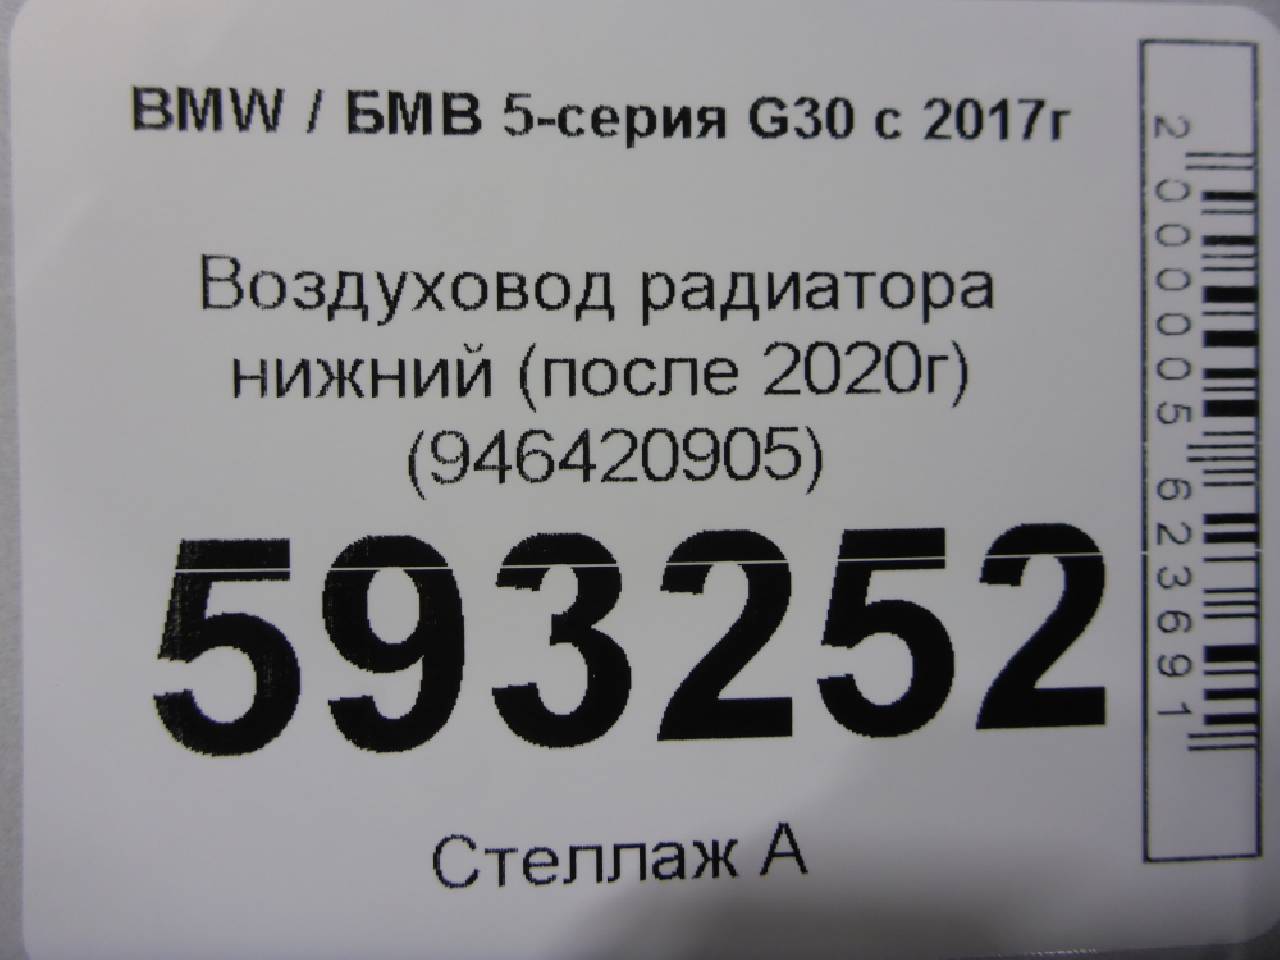 BMW / БМВ 5-серия G30 с 2017г
Воздуховод радиатора
нижний (после 2020г)
(946420905)
593252
Стеллаж А
2000005623691